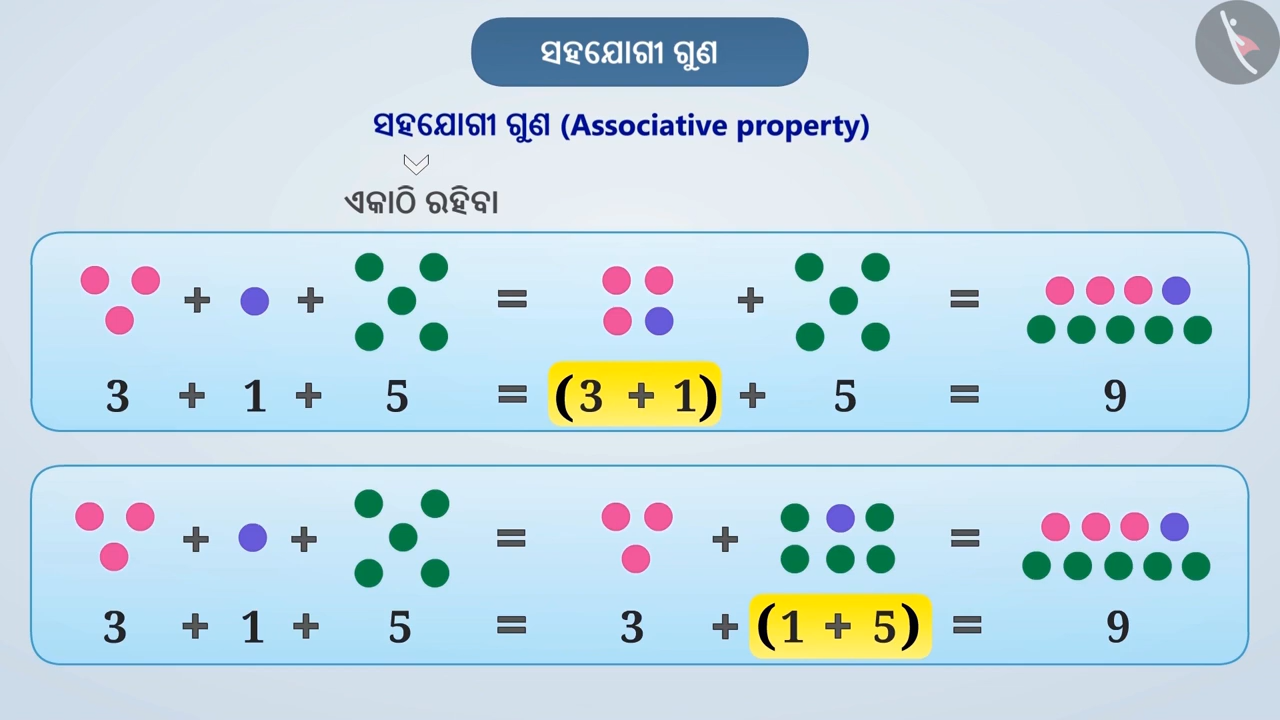 ସହଯୋଗୀ ଗୁଣ
ସହଯୋଗୀ ଗୁଣ (Associative property)
ଏକାଠି ରହିବା
+ + = + =
3 + 1 + 5 = (3 + 1) + 5 = 9
+ + = + =
3 + 1 + 5 = 3 + (1 + 5) = 9